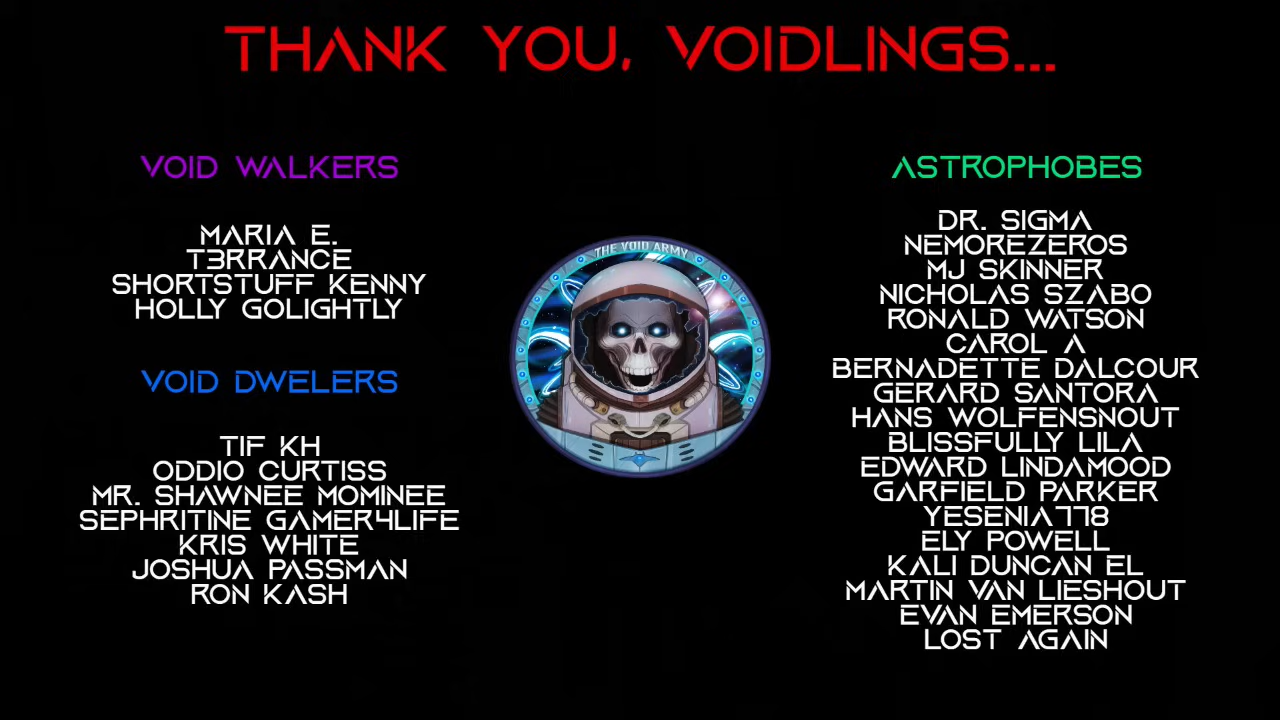 THANK YOU, VOIDLINGS...
VOID WALKERS
MARIA E.
T3RRANCE
SHORTSTUFF KENNY
HOLLY GOLIGHTLY
VOID DWELERS
TIF KH
ODDIO CURTISS
MR. SHAWNEE MOMINEE
SEPHRITINE GAMER4LIFE
KRIS WHITE
JOSHUA PASSMAN
RON KASH
THE VOID ARMY
ASTROPHOBES
DR. SIGMA
NEMOREZEROS
MJ SKINNER
NICHOLAS SZABO
RONALD WATSON
CAROL A
BERNADETTE DALCOUR
GERARD SANTORA
HANS WOLFENSNOUT
BLISSFULLY LILA
EDWARD LINDAMOOD
GARFIELD PARKER
YESENIA778
ELY POWELL
KALI DUNCAN EL
MARTIN VAN LIESHOUT
EVAN EMERSON
LOST AGAIN